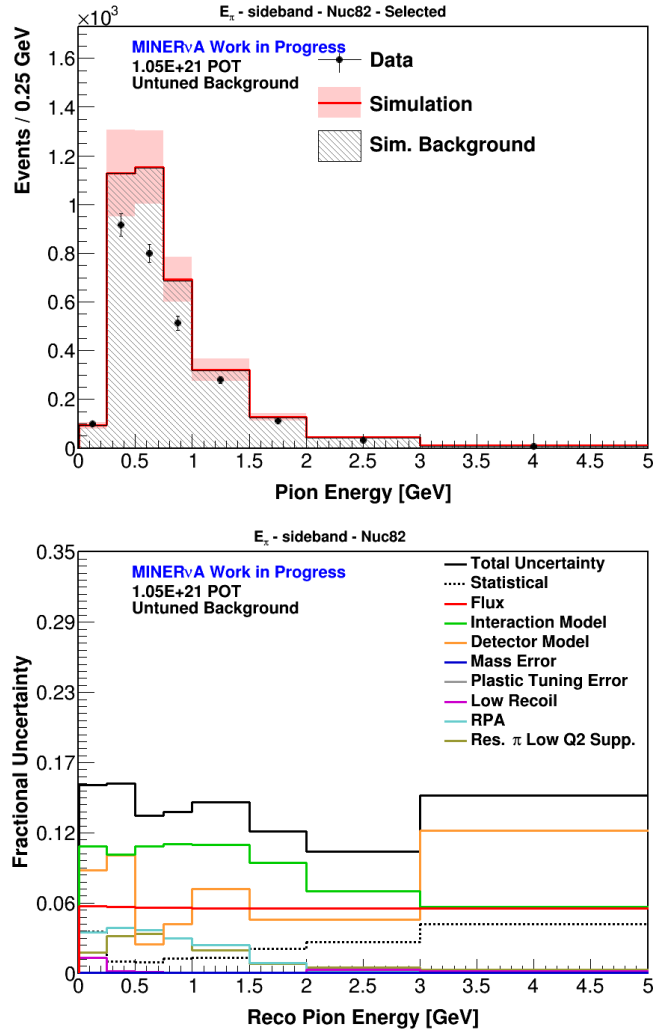 E_π - sideband - Nuc82 - Selected
×10³
MINERνA Work in Progress
1.05E+21 POT
Untuned Background
Data
Simulation
Sim. Background
Events / 0.25 GeV
1.6
1.4
1.2
1
0.8
0.6
0.4
0.2
0
0 0.5 1 1.5 2 2.5 3 3.5 4 4.5 5
Pion Energy [GeV]
E_π - sideband - Nuc82
MINERνA Work in Progress
1.05E+21 POT
Untuned Background
Total Uncertainty
Statistical
Flux
Interaction Model
Detector Model
Mass Error
Plastic Tuning Error
Low Recoil
RPA
Res. π Low Q2 Supp.
Fractional Uncertainty
0.35
0.29
0.23
0.17
0.12
0.06
0
0 0.5 1 1.5 2 2.5 3 3.5 4 4.5 5
Reco Pion Energy [GeV]